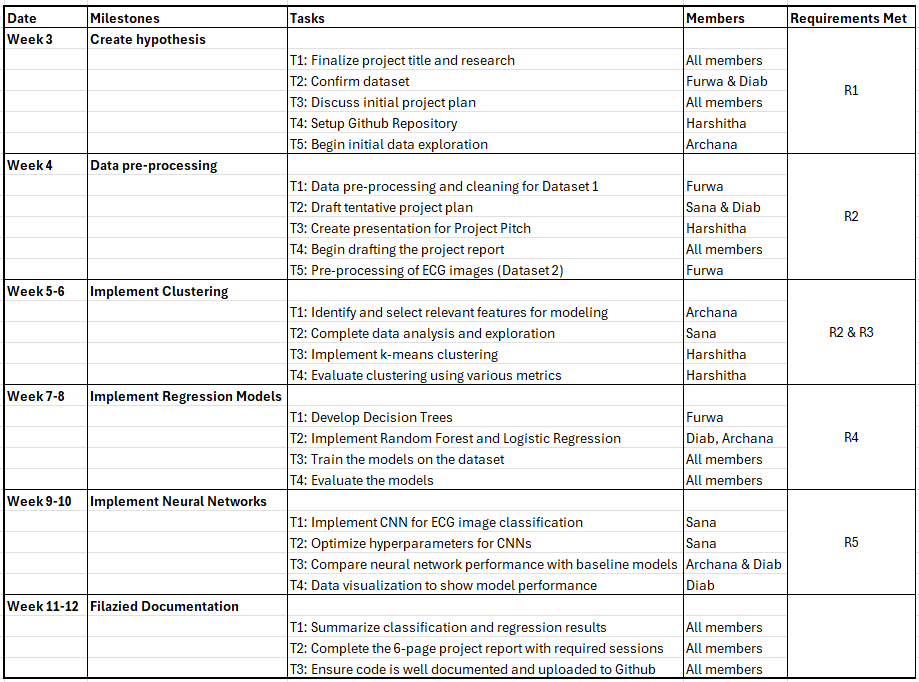 Date Milestones Tasks Members Requirements Met
Week 3 Create hypothesis
T1: Finalize project title and research All members
T2: Confirm dataset Furwa & Diab
T3: Discuss initial project plan All members
R1
T4: Setup Github Repository Harshitha
T5: Begin initial data exploration Archana
Week 4 Data pre-processing
T1: Data pre-processing and cleaning for Dataset 1 Furwa
T2: Draft tentative project plan Sana & Diab
R2
T3: Create presentation for Project Pitch Harshitha
T4: Begin drafting the project report All members
T5: Pre-processing of ECG images (Dataset 2) Furwa
Week 5-6 Implement Clustering
T1: Identify and select relevant features for modeling Archana
T2: Complete data analysis and exploration Sana R2 & R3
T3: Implement k-means clustering Harshitha
T4: Evaluate clustering using various metrics Harshitha
Week 7-8 Implement Regression Models
T1: Develop Decision Trees Furwa
T2: Implement Random Forest and Logistic Regression Diab, Archana R4
T3: Train the models on the dataset All members
T4: Evaluate the models All members
Week 9-10 Implement Neural Networks
T1: Implement CNN for ECG image classification Sana
T2: Optimize hyperparameters for CNNs Sana R5
T3: Compare neural network performance with baseline models Archana & Diab
T4: Data visualization to show model performance Diab
Week 11-12 Filazied Documentation
T1: Summarize classification and regression results All members
T2: Complete the 6-page project report with required sessions All members
T3: Ensure code is well documented and uploaded to Github All members